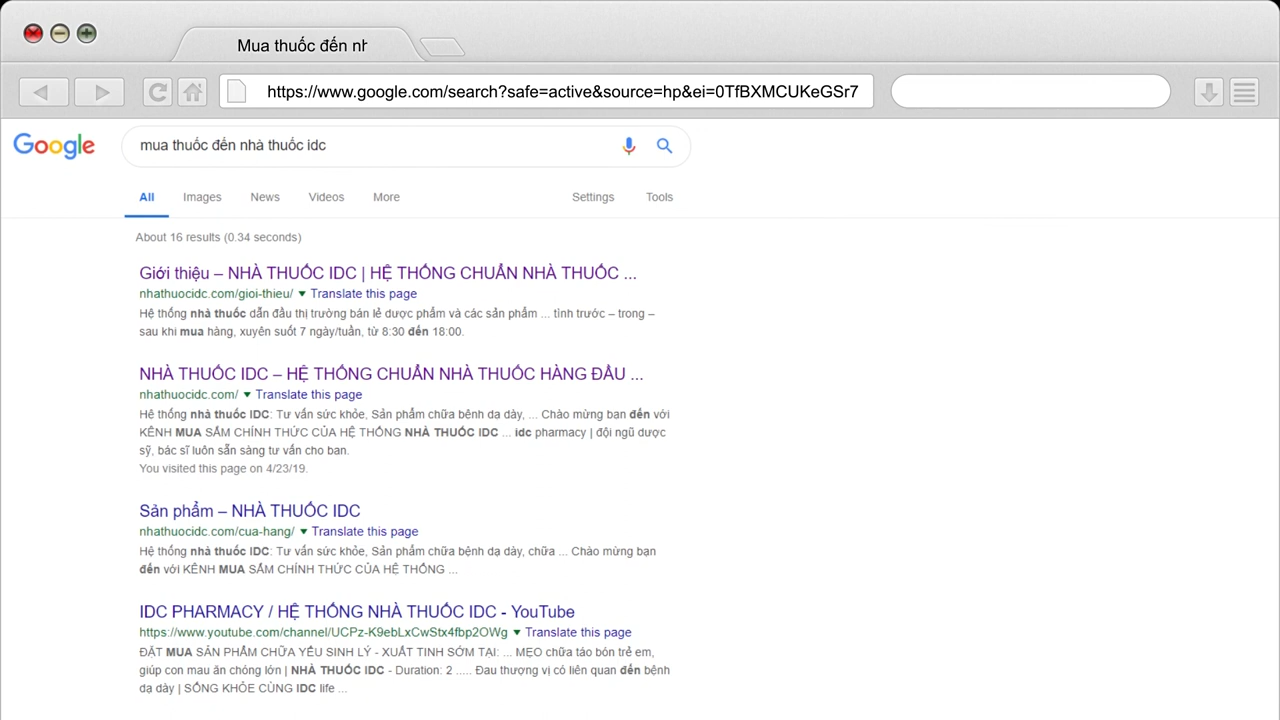 Mua thuốc đến nh
https://www.google.com/search?safe=active&source=hp&ei=0TfBXMCUKeGSr7
Google
mua thuốc đến nhà thuốc idc
All Images News Videos More Settings Tools
About 16 results (0.34 seconds)
Giới thiệu – NHÀ THUỐC IDC | HỆ THỐNG CHUẨN NHÀ THUỐC ...
nhathuocidc.com/gioi-thieu/ ▼ Translate this page
Hệ thống nhà thuốc dẫn đầu thị trường bán lẻ dược phẩm và các sản phẩm ... tình trước – trong –
sau khi mua hàng, xuyên suốt 7 ngày/tuần, từ 8:30 đến 18:00.
NHÀ THUỐC IDC – HỆ THỐNG CHUẨN NHÀ THUỐC HÀNG ĐẦU ...
nhathuocidc.com/ ▼ Translate this page
Hệ thống nhà thuốc IDC: Tư vấn sức khỏe, Sản phẩm chữa bệnh dạ dày, ... Chào mừng bạn đến với
KÊNH MUA SẮM CHÍNH THỨC CỦA HỆ THỐNG NHÀ THUỐC IDC ... idc pharmacy | đội ngũ dược
sỹ, bác sĩ luôn sẵn sàng tư vấn cho bạn.
You visited this page on 4/23/19.
Sản phẩm – NHÀ THUỐC IDC
nhathuocidc.com/cua-hang/ ▼ Translate this page
Hệ thống nhà thuốc IDC: Tư vấn sức khỏe, Sản phẩm chữa bệnh dạ dày, chữa ... Chào mừng bạn
đến với KÊNH MUA SẮM CHÍNH THỨC CỦA HỆ THỐNG ...
IDC PHARMACY / HỆ THỐNG NHÀ THUỐC IDC - YouTube
https://www.youtube.com/channel/UCPz-K9ebLxCwStx4fbp2OWg ▼ Translate this page
ĐẶT MUA SẢN PHẨM CHỮA YẾU SINH LÝ - XUẤT TINH SỚM TẠI: ... MẸO chữa táo bón trẻ em,
giúp con mau ăn chóng lớn | NHÀ THUỐC IDC - Duration: 2 ..... Đau thượng vị có liên quan đến bệnh
dạ dày | SỐNG KHỎE CÙNG IDC life ...